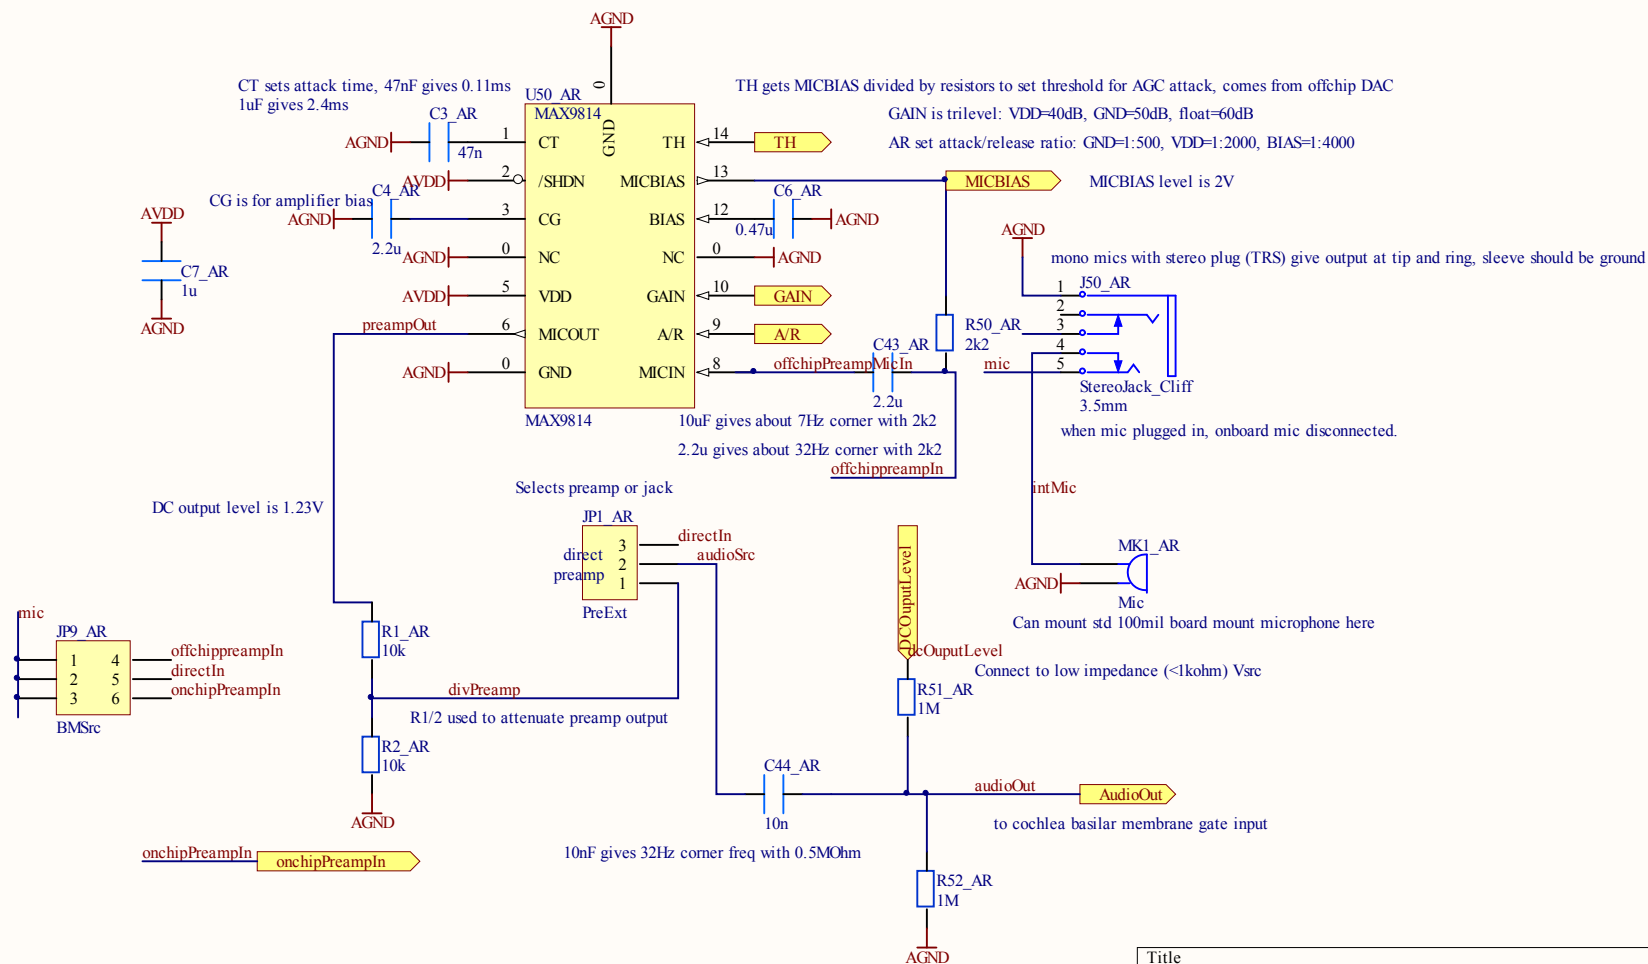 AGND
CT sets attack time, 47nF gives 0.11ms
1uF gives 2.4ms
TH gets MICBIAS divided by resistors to set threshold for AGC attack, comes from offchip DAC
GAIN is trilevel: VDD=40dB, GND=50dB, float=60dB
AR set attack/release ratio: GND=1:500, VDD=1:2000, BIAS=1:4000
U50_AR
MAX9814
0
GND
C3_AR
AGND
47n
1
CT
TH
14
TH
AVDD
2
/SHDN
MICBIAS
13
MICBIAS
MICBIAS level is 2V
CG is for amplifier bias
C4_AR
AGND
2.2u
3
CG
BIAS
12
0.47u
C6_AR
AGND
AGND
0
NC
NC
0
AGND
AVDD
5
VDD
GAIN
10
GAIN
preampOut
6
MICOUT
A/R
9
A/R
AGND
0
GND
MICIN
8
offchipPreampMicIn
MAX9814
AVDD
C7_AR
1u
AGND
C43_AR
2.2u
R50_AR
2k2
10uF gives about 7Hz corner with 2k2
2.2u gives about 32Hz corner with 2k2
offchippreampIn
AGND
mono mics with stereo plug (TRS) give output at tip and ring, sleeve should be ground
J50_AR
1
2
3
4
5
mic
StereoJack_Cliff
3.5mm
when mic plugged in, onboard mic disconnected.
intMic
MK1_AR
AGND
Mic
Can mount std 100mil board mount microphone here
DC output level is 1.23V
Selects preamp or jack
JP1_AR
direct
preamp
3
2
1
directIn
audioSrc
PreExt
DCOuputLevel
dcOuputLevel
Connect to low impedance (<1kohm) Vsrc
R51_AR
1M
mic
JP9_AR
1 4
2 5
3 6
offchippreampIn
directIn
onchipPreampIn
BMSrc
R1_AR
10k
divPreamp
R1/2 used to attenuate preamp output
R2_AR
10k
AGND
C44_AR
10n
10nF gives 32Hz corner freq with 0.5MOhm
audioOut
AudioOut
to cochlea basilar membrane gate input
R52_AR
1M
AGND
onchipPreampIn
onchipPreampIn
Title